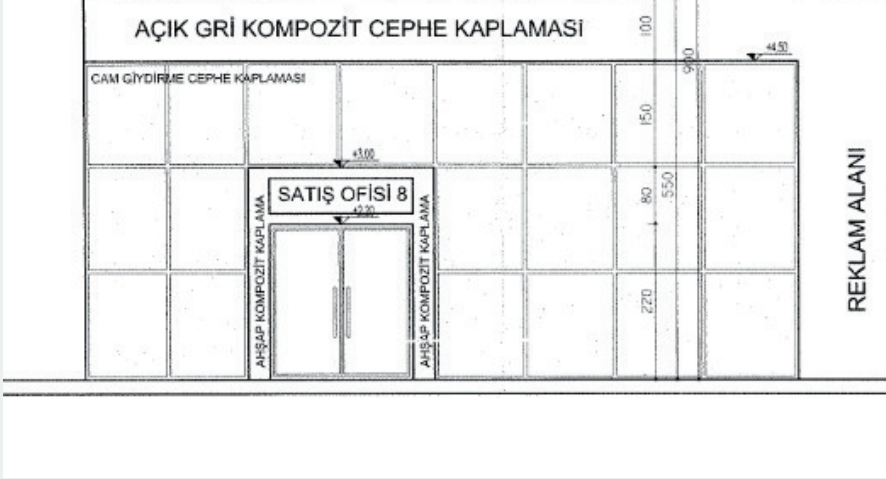 AÇIK GRİ KOMPOZİT CEPHE KAPLAMASI
100
900
+4.50
CAM GİYDİRME CEPHE KAPLAMASI
150
+3.00
SATIŞ OFİSİ 8
+2.20
80
550
AHŞAP KOMPOZİT KAPLAMA
AHŞAP KOMPOZİT KAPLAMA
220
REKLAM ALANI